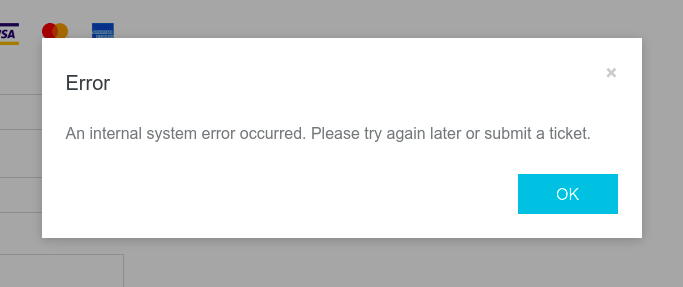 VISA
Error
×
An internal system error occurred. Please try again later or submit a ticket.
OK